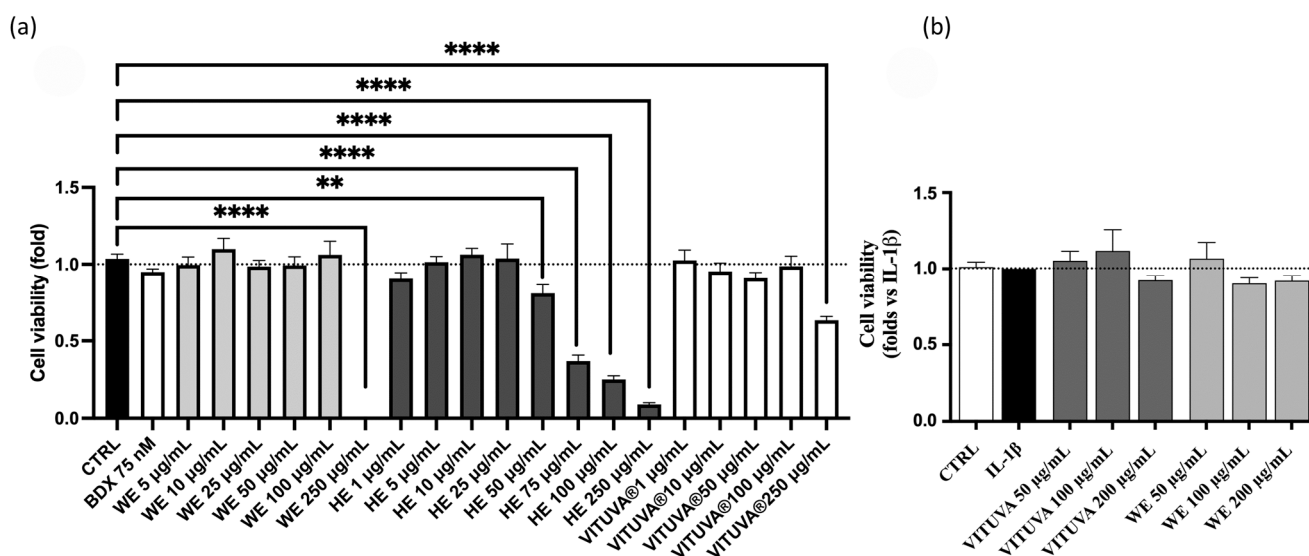 (a)
(b)
****
****
****
****
**
****
Cell viability (fold)
1.5
1.0
0.5
0.0
CTRL
BDX 75 nM
WE 5 µg/mL
WE 10 µg/mL
WE 25 µg/mL
WE 50 µg/mL
WE 100 µg/mL
WE 250 µg/mL
HE 1 µg/mL
HE 5 µg/mL
HE 10 µg/mL
HE 25 µg/mL
HE 50 µg/mL
HE 75 µg/mL
HE 100 µg/mL
HE 250 µg/mL
VITUVA®1 µg/mL
VITUVA®10 µg/mL
VITUVA®50 µg/mL
VITUVA®100 µg/mL
VITUVA®250 µg/mL
Cell viability
(folds vs IL-1β)
1.5
1.0
0.5
0.0
CTRL
IL-1β
VITUVA 50 µg/mL
VITUVA 100 µg/mL
VITUVA 200 µg/mL
WE 50 µg/mL
WE 100 µg/mL
WE 200 µg/mL